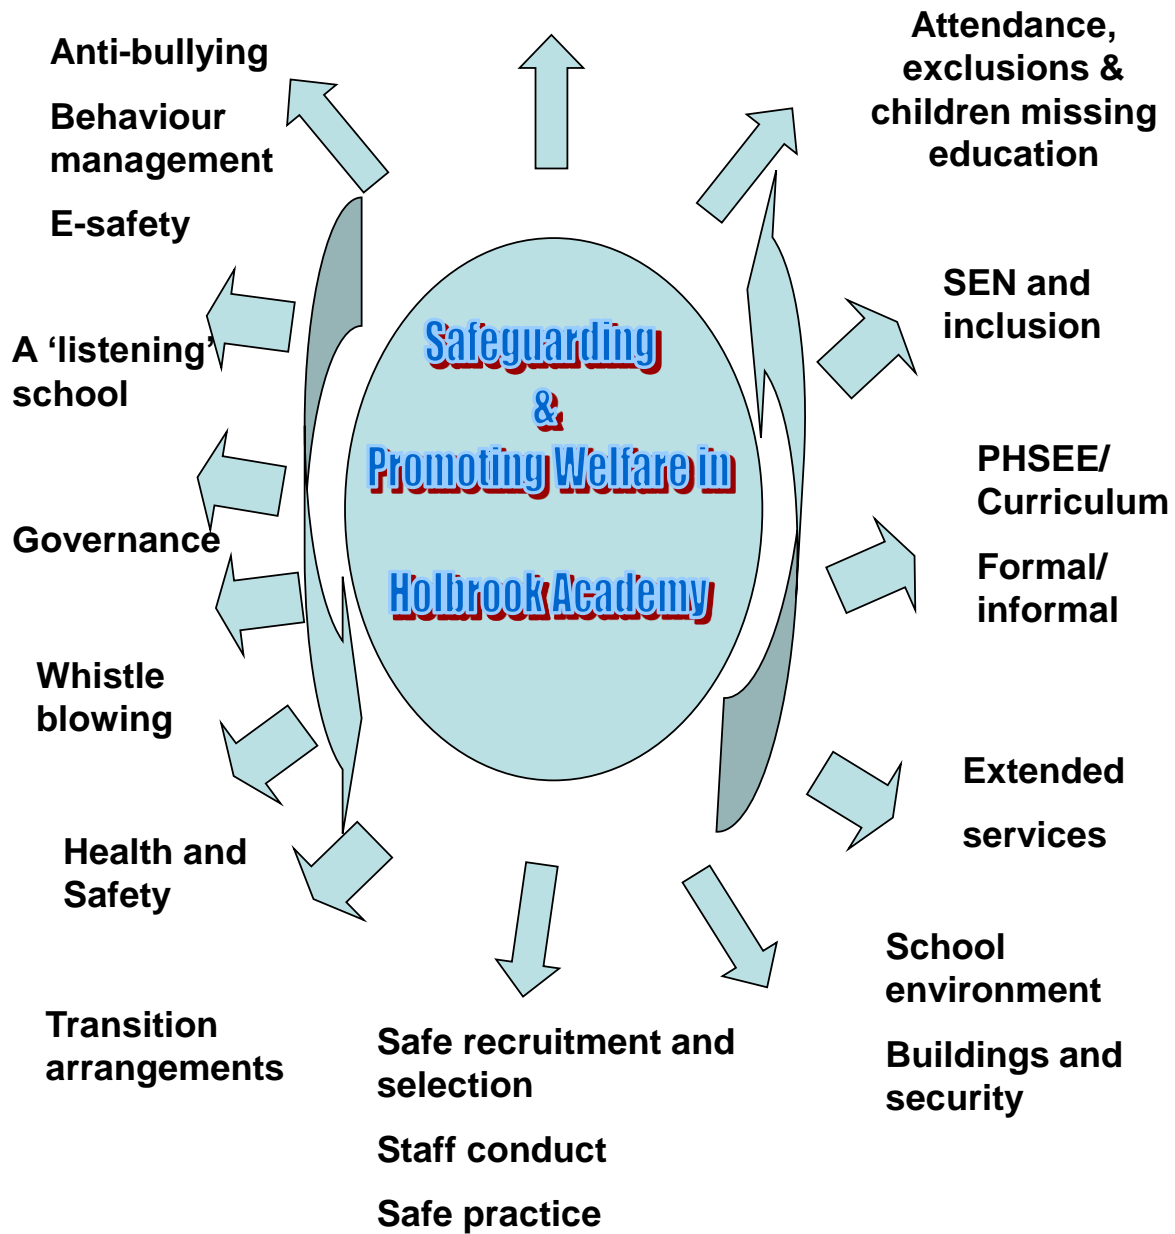 Anti-bullying
Behaviour
management
E-safety
Attendance,
exclusions &
children missing
education
A ‘listening’
school
SEN and
inclusion
Safeguarding
&
Promoting Welfare in
Holbrook Academy
Governance
PHSEE/
Curriculum
Formal/
informal
Whistle
blowing
Extended
services
Health and
Safety
School
environment
Buildings and
security
Transition
arrangements
Safe recruitment and
selection
Staff conduct
Safe practice